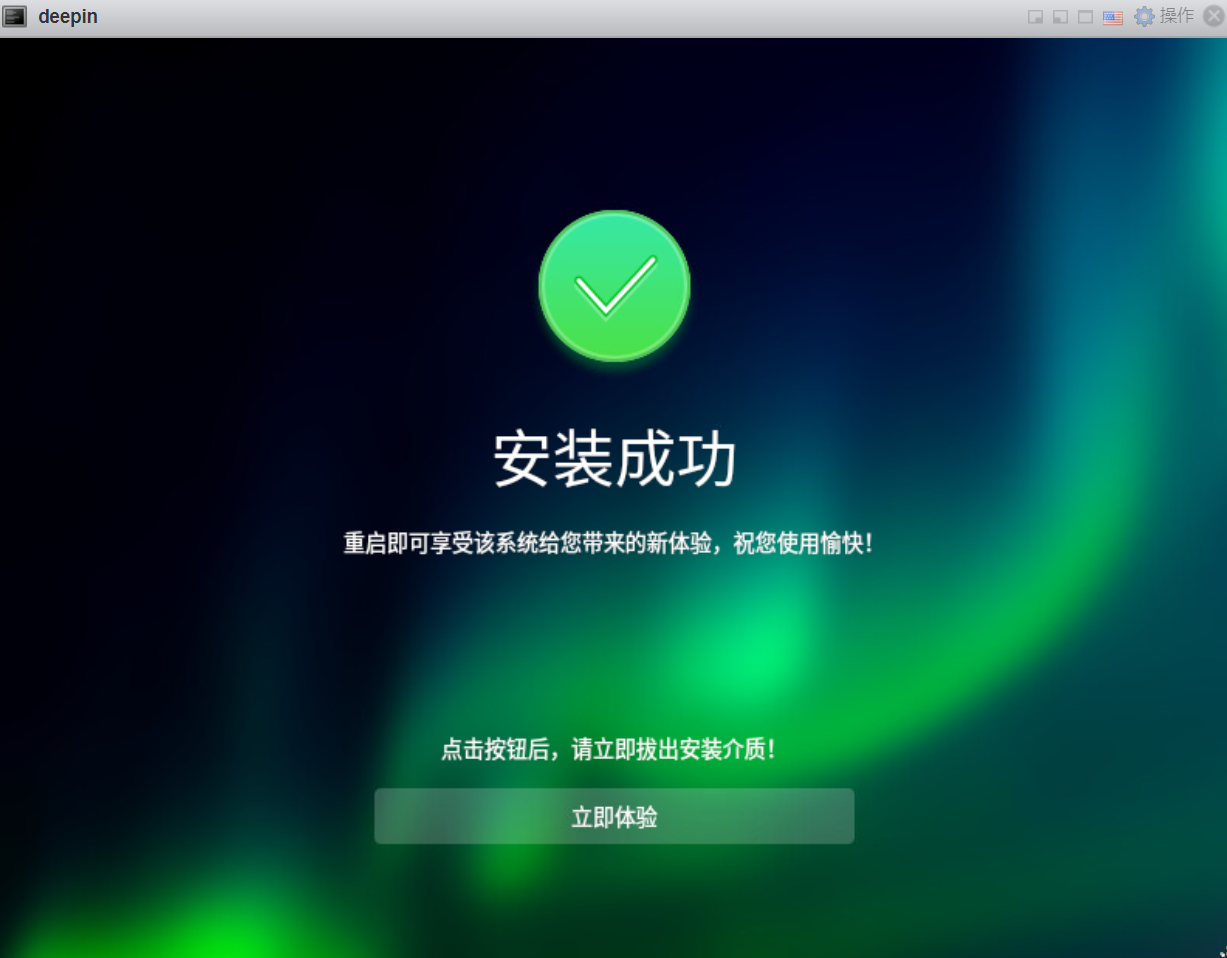 deepin 操作
安装成功
重启即可享受该系统给您带来的新体验，祝您使用愉快！
点击按钮后，请立即拔出安装介质！
立即体验